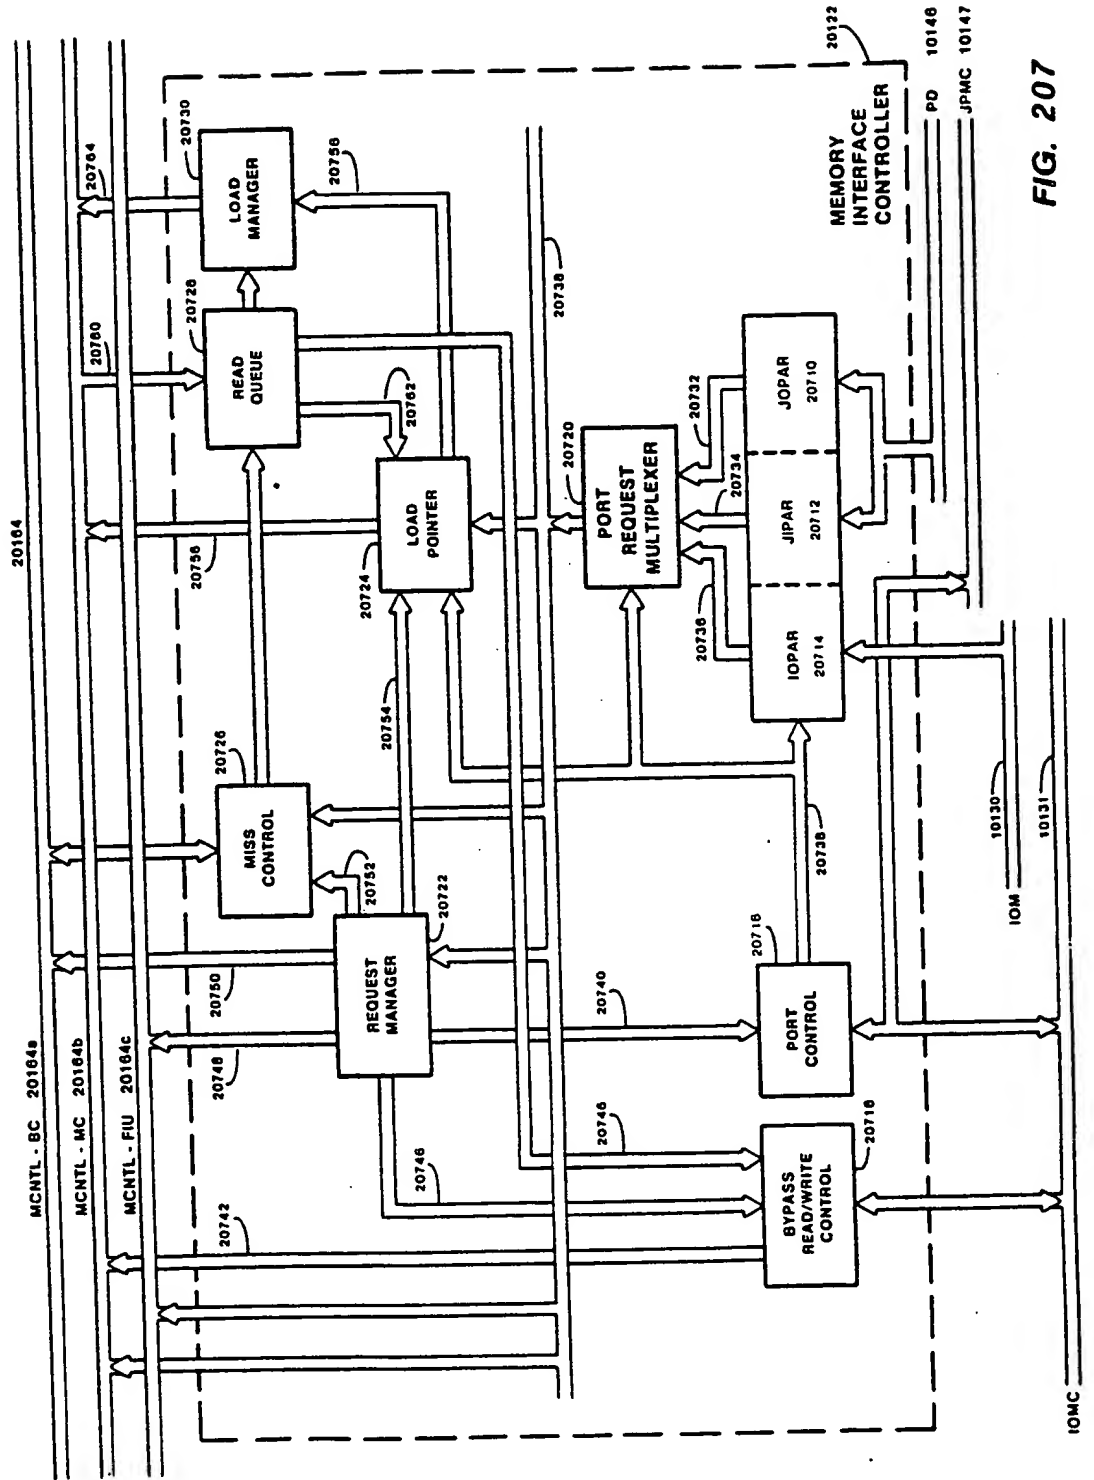 20164
MCNTL - BC 20164a
MCNTL - MC 20164b
MCNTL - FIU 20164c
20742
20748
20750
20756
20760
20764
MISS
CONTROL
20726
READ
QUEUE
20728
LOAD
MANAGER
20730
20752
20762
20756
REQUEST
MANAGER
20722
20754
LOAD
POINTER
20724
20746
20740
20738
PORT
REQUEST
MULTIPLEXER
20720
20746
20736
20734
20732
BYPASS
READ/WRITE
CONTROL
20718
PORT
CONTROL
20716
20738
IOPAR
20714
JIPAR
20712
JOPAR
20710
MEMORY
INTERFACE
CONTROLLER
20122
PD 10146
JPMC 10147
IOM
10130
IOMC
10131
FIG. 207